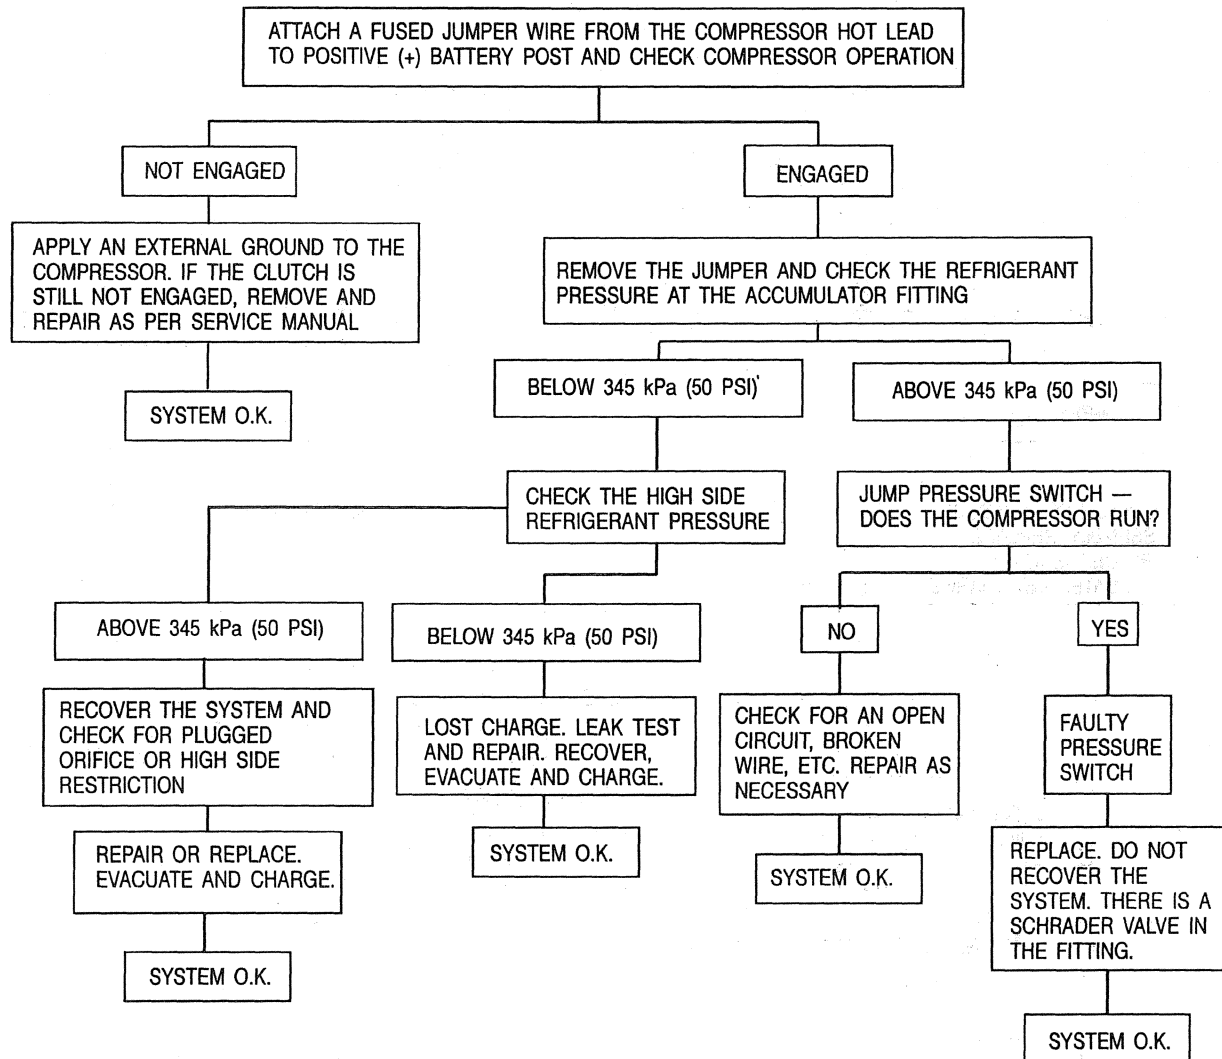 ATTACH A FUSED JUMPER WIRE FROM THE COMPRESSOR HOT LEAD
TO POSITIVE (+) BATTERY POST AND CHECK COMPRESSOR OPERATION
NOT ENGAGED
ENGAGED
APPLY AN EXTERNAL GROUND TO THE
COMPRESSOR. IF THE CLUTCH IS
STILL NOT ENGAGED, REMOVE AND
REPAIR AS PER SERVICE MANUAL
SYSTEM O.K.
REMOVE THE JUMPER AND CHECK THE REFRIGERANT
PRESSURE AT THE ACCUMULATOR FITTING
BELOW 345 kPa (50 PSI)
ABOVE 345 kPa (50 PSI)
CHECK THE HIGH SIDE
REFRIGERANT PRESSURE
JUMP PRESSURE SWITCH —
DOES THE COMPRESSOR RUN?
ABOVE 345 kPa (50 PSI)
BELOW 345 kPa (50 PSI)
NO
YES
RECOVER THE SYSTEM AND
CHECK FOR PLUGGED
ORIFICE OR HIGH SIDE
RESTRICTION
LOST CHARGE. LEAK TEST
AND REPAIR. RECOVER,
EVACUATE AND CHARGE.
CHECK FOR AN OPEN
CIRCUIT, BROKEN
WIRE, ETC. REPAIR AS
NECESSARY
FAULTY
PRESSURE
SWITCH
REPAIR OR REPLACE.
EVACUATE AND CHARGE.
SYSTEM O.K.
SYSTEM O.K.
REPLACE. DO NOT
RECOVER THE
SYSTEM. THERE IS A
SCHRADER VALVE IN
THE FITTING.
SYSTEM O.K.
SYSTEM O.K.